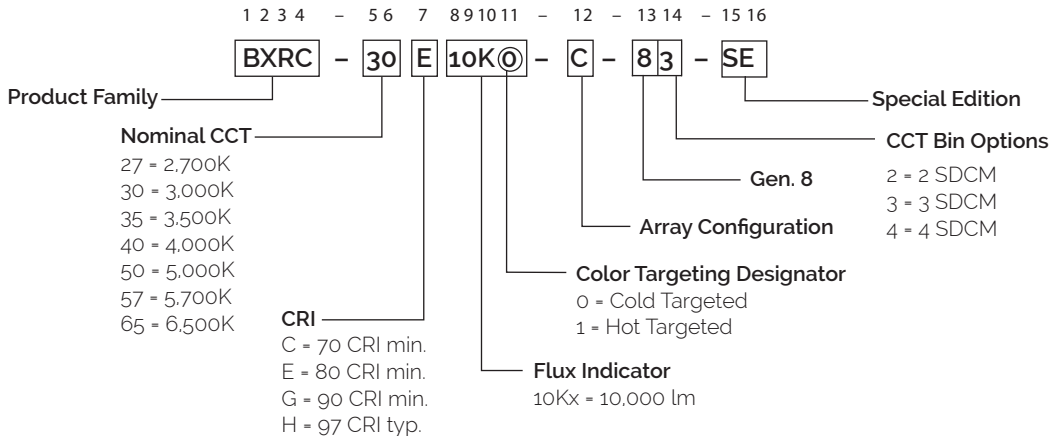 1 2 3 4 – 5 6 7 8 9 10 11 – 12 – 13 14 – 15 16
BXRC – 30 E 10K0 – C – 8 3 – SE
Product Family
Special Edition
Nominal CCT
27 = 2,700K
30 = 3,000K
35 = 3,500K
40 = 4,000K
50 = 5,000K
57 = 5,700K
65 = 6,500K
CCT Bin Options
2 = 2 SDCM
3 = 3 SDCM
4 = 4 SDCM
Gen. 8
Array Configuration
Color Targeting Designator
0 = Cold Targeted
1 = Hot Targeted
CRI
C = 70 CRI min.
E = 80 CRI min.
G = 90 CRI min.
H = 97 CRI typ.
Flux Indicator
10Kx = 10,000 lm